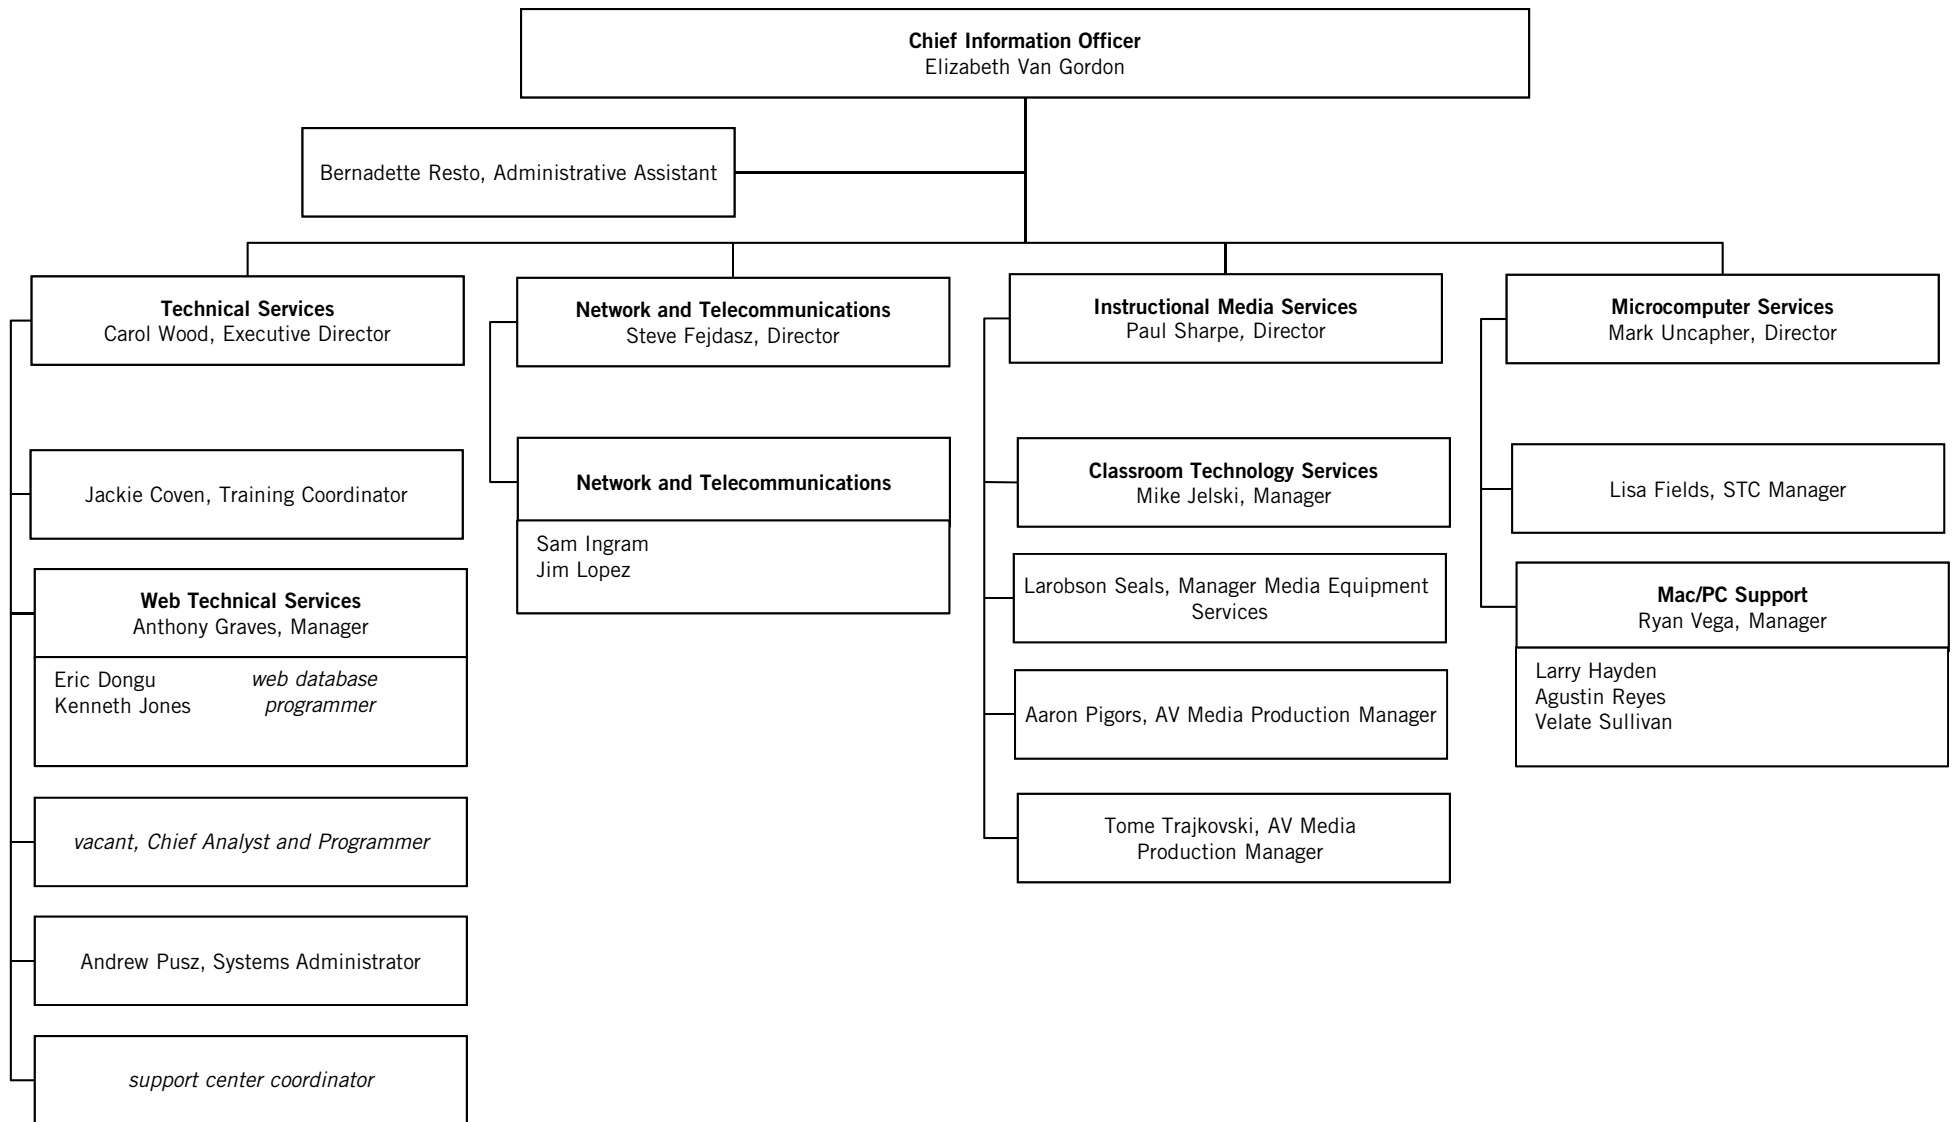 Chief Information Officer
Elizabeth Van Gordon
Bernadette Resto, Administrative Assistant
Technical Services
Carol Wood, Executive Director
Jackie Coven, Training Coordinator
Web Technical Services
Anthony Graves, Manager
Eric Dongu
Kenneth Jones
web database
programmer
vacant, Chief Analyst and Programmer
Andrew Pusz, Systems Administrator
support center coordinator
Network and Telecommunications
Steve Fejdasz, Director
Network and Telecommunications
Sam Ingram
Jim Lopez
Instructional Media Services
Paul Sharpe, Director
Classroom Technology Services
Mike Jelski, Manager
Larobson Seals, Manager Media Equipment
Services
Aaron Pigors, AV Media Production Manager
Tome Trajkovski, AV Media
Production Manager
Microcomputer Services
Mark Uncapher, Director
Lisa Fields, STC Manager
Mac/PC Support
Ryan Vega, Manager
Larry Hayden
Agustin Reyes
Velate Sullivan